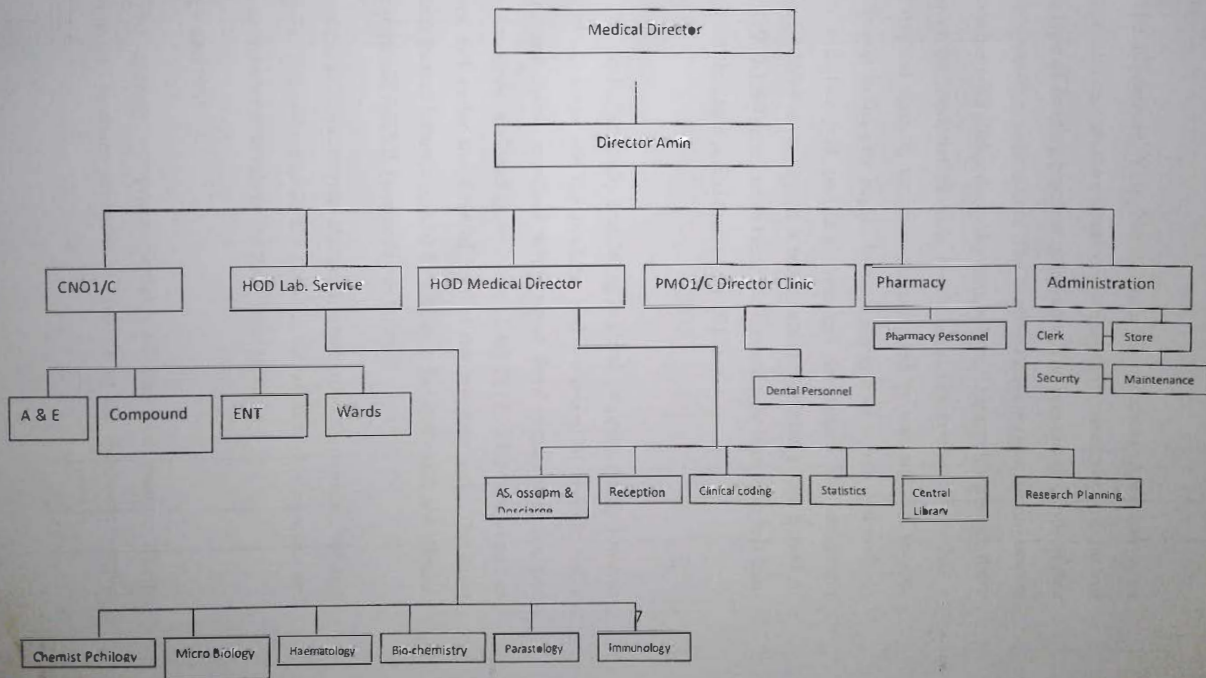 Medical Director
Director Amin
CNO1/C
HOD Lab. Service
HOD Medical Director
PMO1/C Director Clinic
Pharmacy
Administration
Pharmacy Personnel
Clerk
Store
Security
Maintenance
Dental Personnel
A & E
Compound
ENT
Wards
AS, ossopm &
Reception
Clinical coding
Statistics
Central
Library
Research Planning
Chemist Pchilogy
Micro Biology
Haematology
Bio-chemistry
Parastology
Immunology